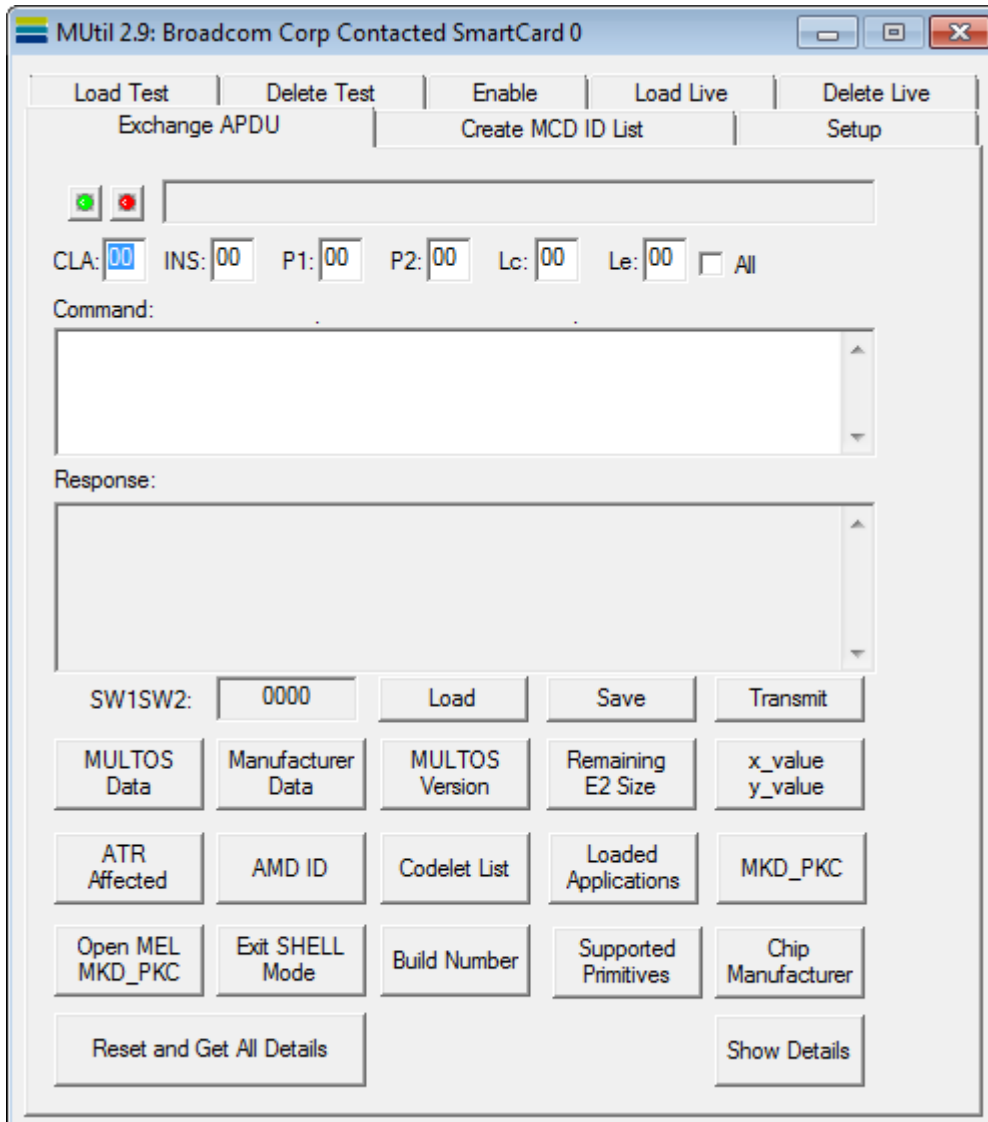 MUtil 2.9: Broadcom Corp Contacted SmartCard 0
Load Test Delete Test Enable Load Live Delete Live
Exchange APDU Create MCD ID List Setup
CLA: 00 INS: 00 P1: 00 P2: 00 Lc: 00 Le: 00 All
Command:
Response:
SW1SW2: 0000 Load Save Transmit
MULTOS Data
Manufacturer Data
MULTOS Version
Remaining E2 Size
x_value y_value
ATR Affected
AMD ID
Codelet List
Loaded Applications
MKD_PKC
Open MEL MKD_PKC
Exit SHELL Mode
Build Number
Supported Primitives
Chip Manufacturer
Reset and Get All Details
Show Details